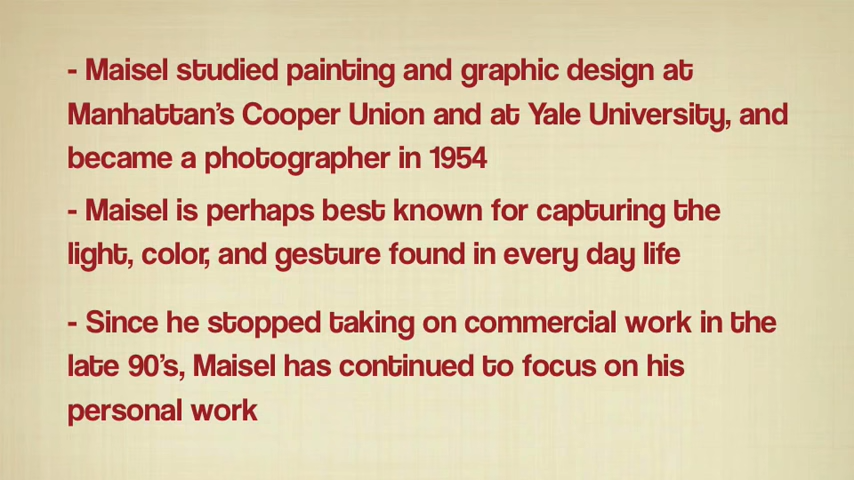 - Maisel studied painting and graphic design at
Manhattan's Cooper Union and at Yale University, and
became a photographer in 1954
- Maisel is perhaps best known for capturing the
light, color, and gesture found in every day life
- Since he stopped taking on commercial work in the
late 90's, Maisel has continued to focus on his
personal work